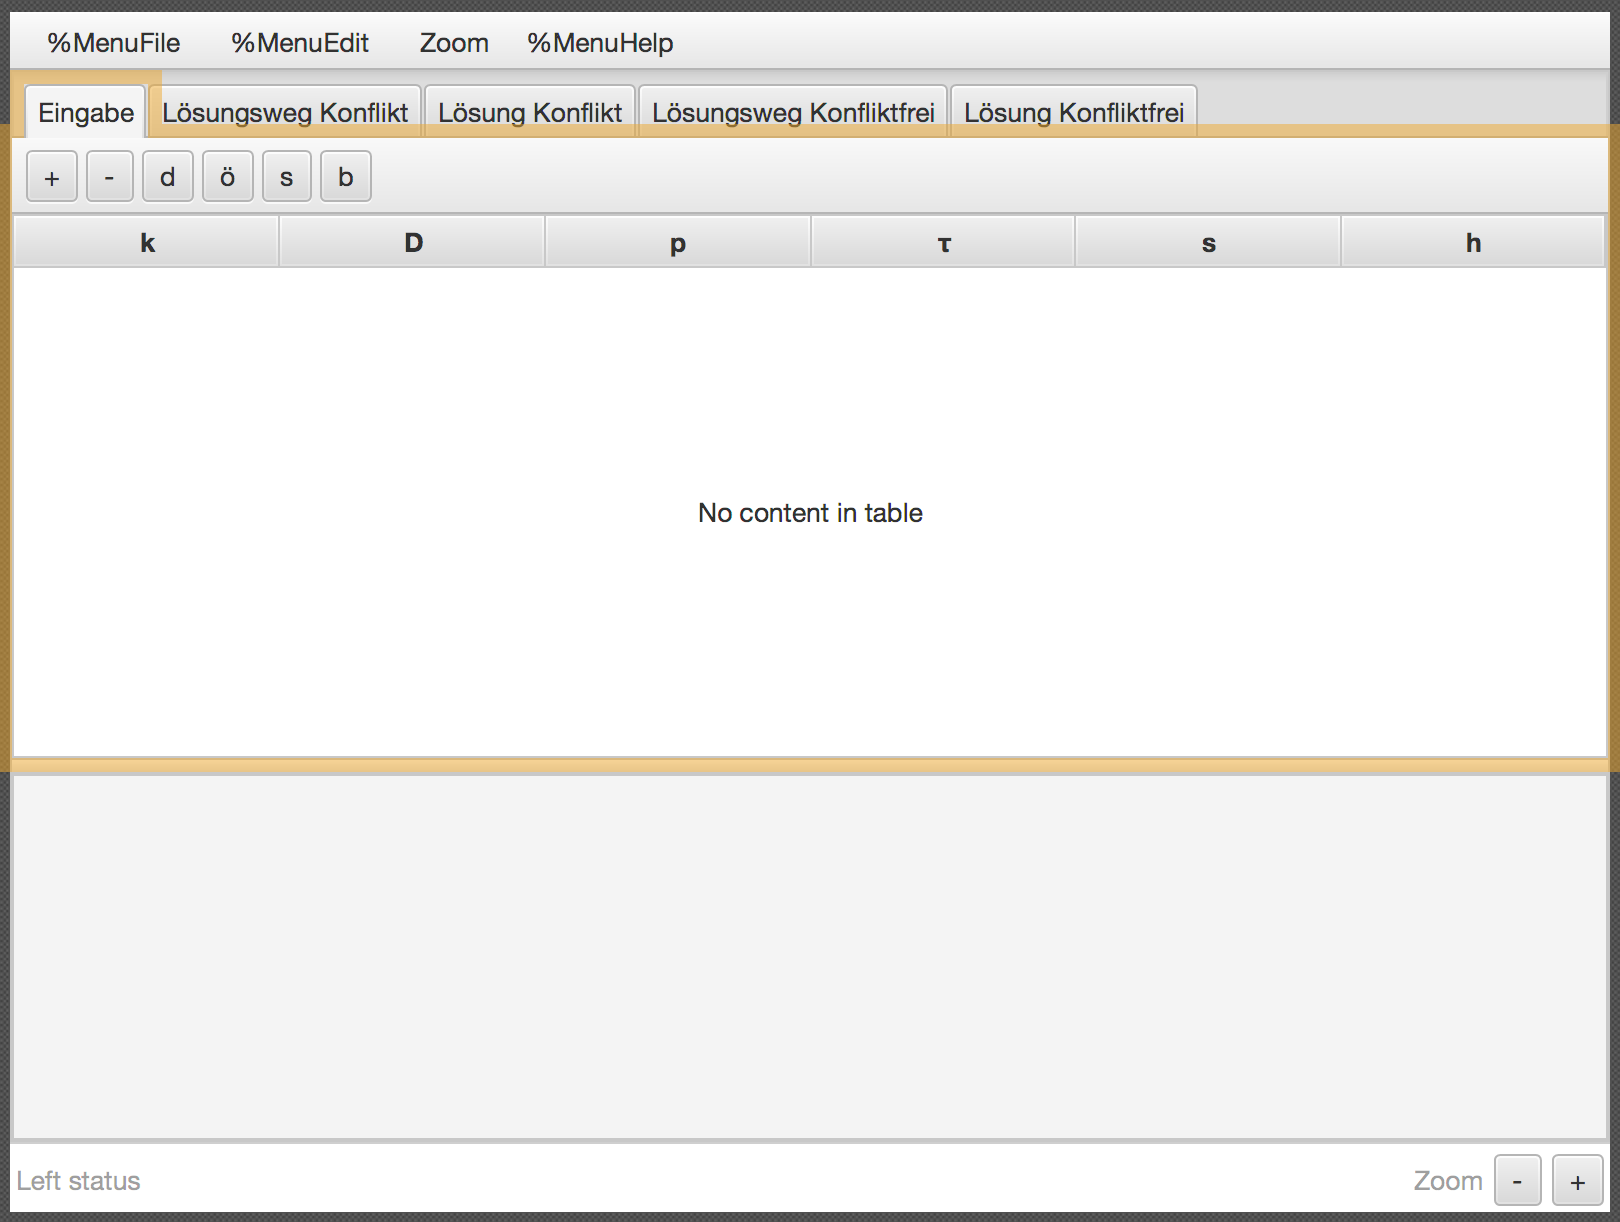 %MenuFile %MenuEdit Zoom %MenuHelp
Eingabe Lösungsweg Konflikt Lösung Konflikt Lösungsweg Konfliktfrei Lösung Konfliktfrei
+ - d ö s b
k D p τ s h
No content in table
Left status Zoom - +